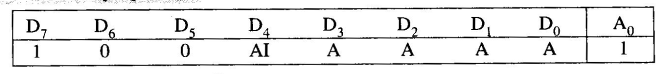 D₇ D₆ D₅ D₄ D₃ D₂ D₁ D₀ A₀
1 0 0 AI A A A A 1